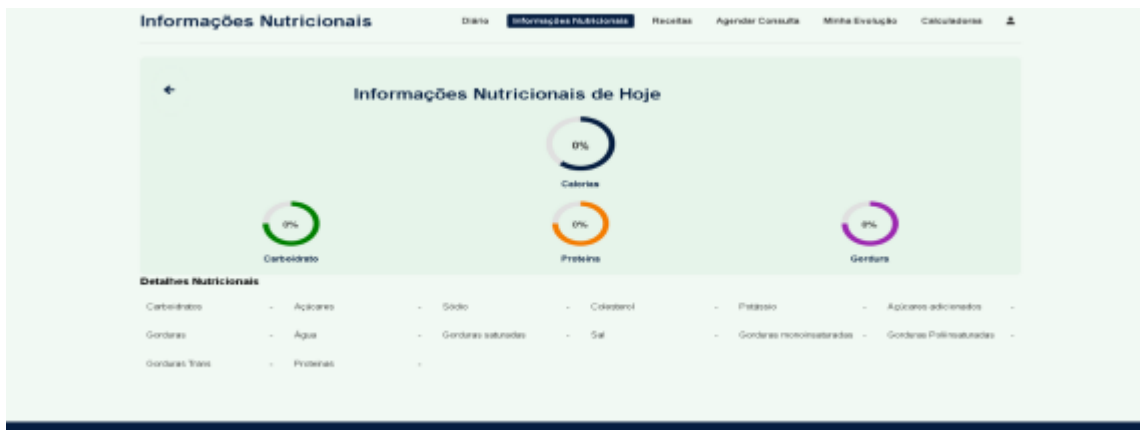 Informações Nutricionais Diário Informações Nutricionais Receitas Agendar Consulta Minha Evolução Calculadoras
Informações Nutricionais de Hoje
0%
Calorias
0% 0% 0%
Carboidrato Proteína Gordura
Detalhes Nutricionais
Carboidratos - Açúcares - Sódio - Colesterol - Potássio - Açúcares adicionados -
Gorduras - Água - Gorduras saturadas - Sal - Gorduras monoinsaturadas - Gorduras Poliinsaturadas -
Gorduras Trans - Proteínas -